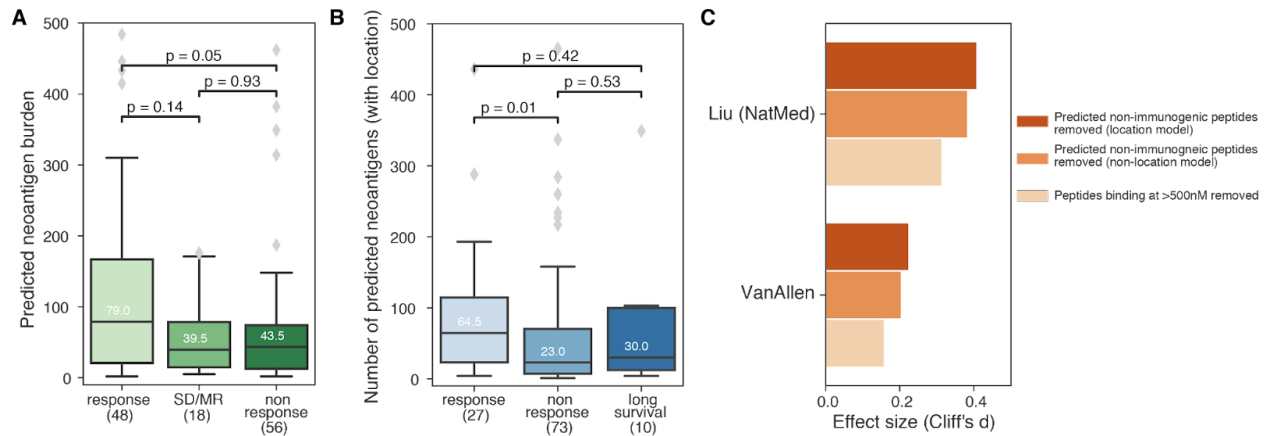 A
Predicted neoantigen burden
500
400
300
200
100
0
p = 0.05
p = 0.93
p = 0.14
79.0
39.5
43.5
response
(48)
SD/MR
(18)
non
response
(56)
B
Number of predicted neoantigens (with location)
500
400
300
200
100
0
p = 0.42
p = 0.53
p = 0.01
64.5
23.0
30.0
response
(27)
non
response
(73)
long
survival
(10)
C
Liu (NatMed)
VanAllen
0.0
0.2
0.4
Effect size (Cliff's d)
Predicted non-immunogenic peptides
removed (location model)
Predicted non-immunogneic peptides
removed (non-location model)
Peptides binding at >500nM removed